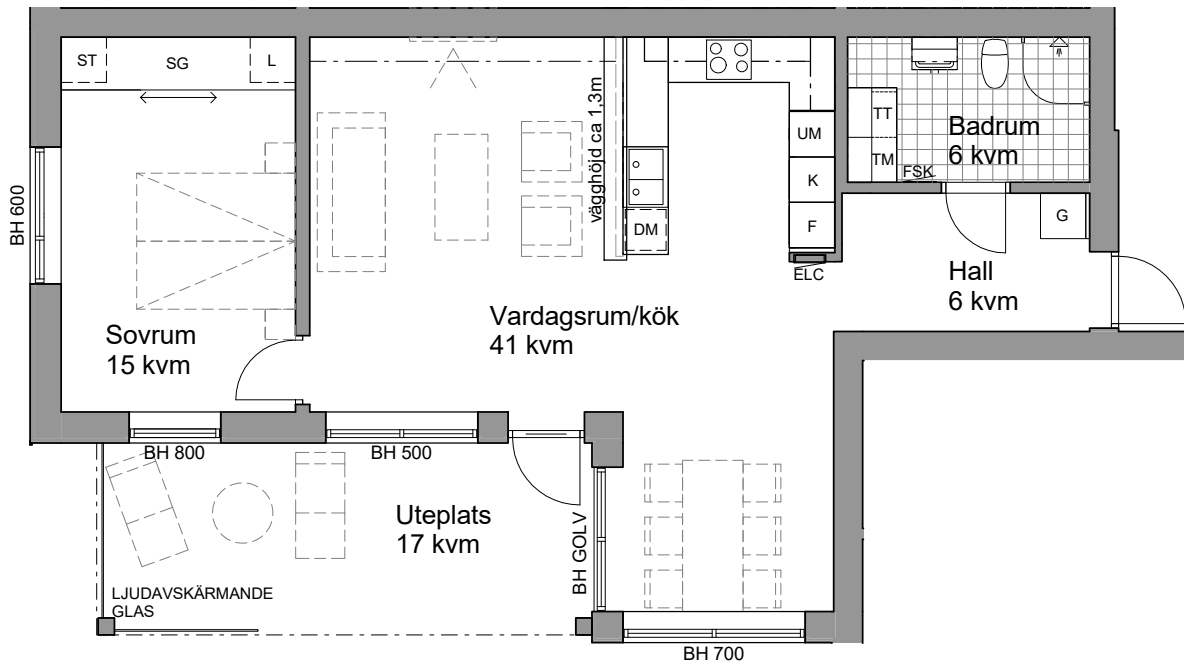 ST
SG
L
BH 600
Sovrum
15 kvm
BH 800
vägghöjd ca 1,3m
Vardagsrum/kök
41 kvm
BH 500
DM
UM
K
F
ELC
TT
TM
FSK
Badrum
6 kvm
G
Hall
6 kvm
Uteplats
17 kvm
BH GOLV
LJUDAVSKÄRMANDE
GLAS
BH 700